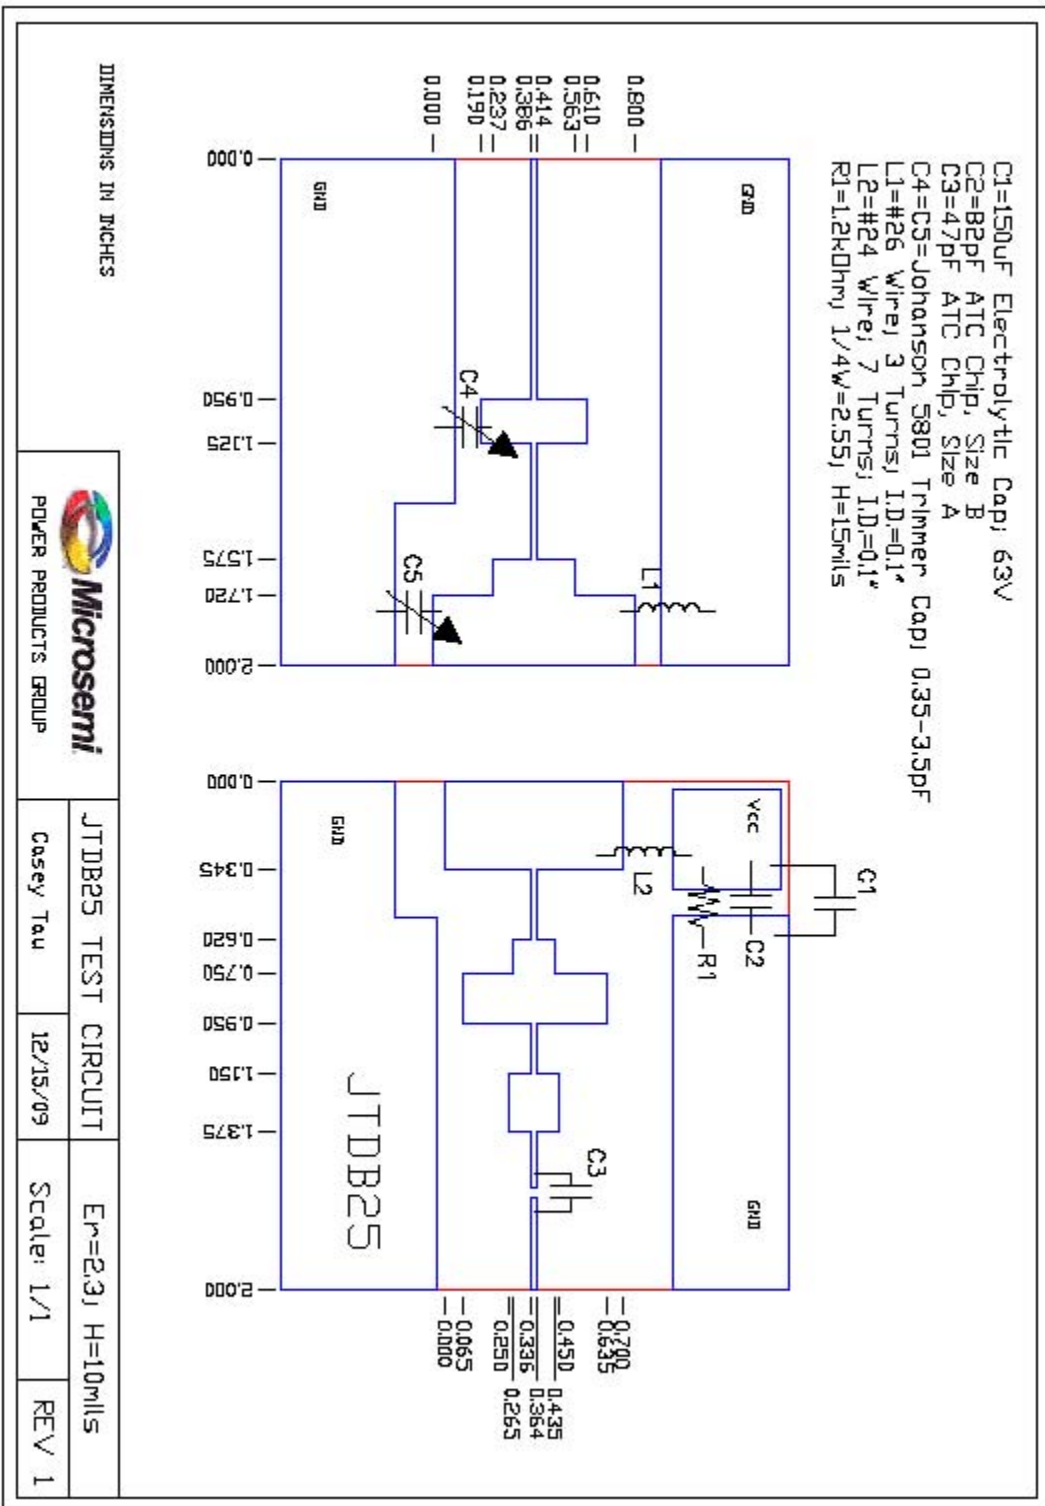 C1=150uF Electrolytic Cap; 63V
C2=82pF ATC Chip, Size B
C3=47pF ATC Chip, Size A
C4=C5=Johanson 5801 Trimmer Cap; 0.35-3.5pF
L1=#26 Wire; 3 Turns; I.D.=0.1"
L2=#24 Wire; 7 Turns; I.D.=0.1"
R1=1.2kOhm; 1/4W=2.55; H=15mils
0.800
0.610
0.563
0.414
0.386
0.237
0.190
0.000
GND
GND
L1
C4
C5
0.000
0.950
1.125
1.575
1.720
2.000
C1
Vcc
C2
R1
L2
GND
GND
C3
JTDB25
0.000
0.345
0.620
0.750
0.950
1.150
1.375
2.000
0.700
0.635
0.450
0.435
0.364
0.336
0.265
0.250
0.065
0.000
DIMENSIONS IN INCHES
Microsemi
POWER PRODUCTS GROUP
JTDB25 TEST CIRCUIT
Er=2.3; H=10mils
Casey Tau
12/15/09
Scale: 1/1
REV 1